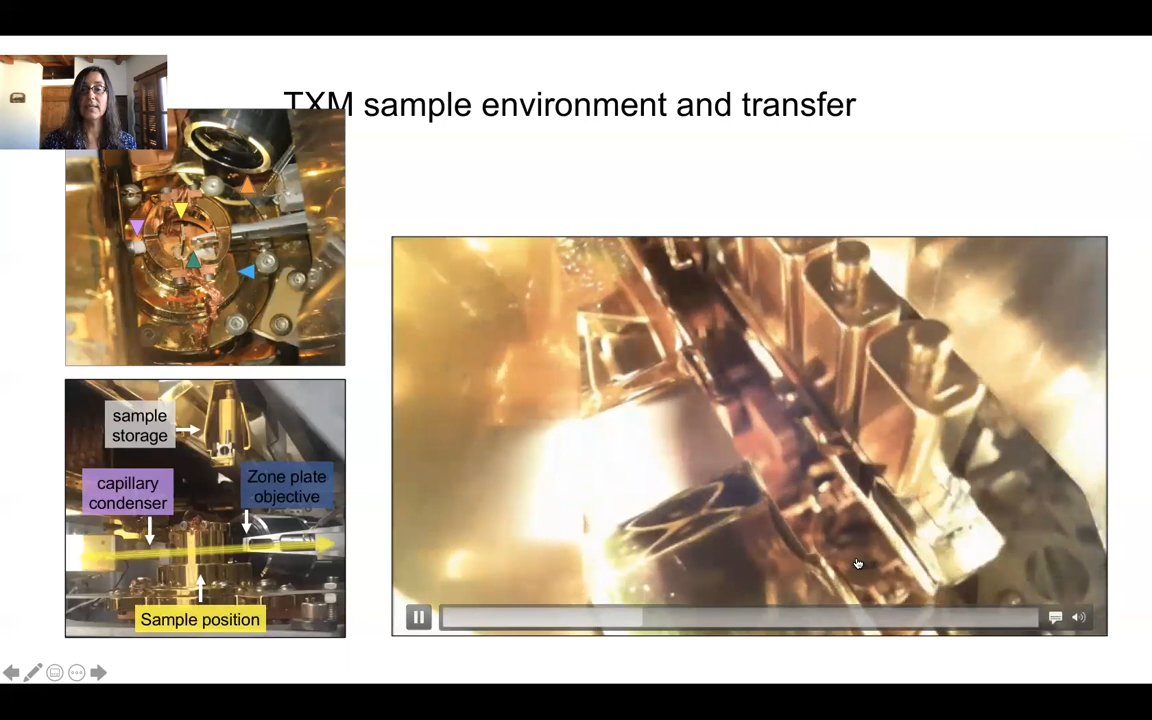 TXM sample environment and transfer
sample
storage
capillary
condenser
Zone plate
objective
Sample position